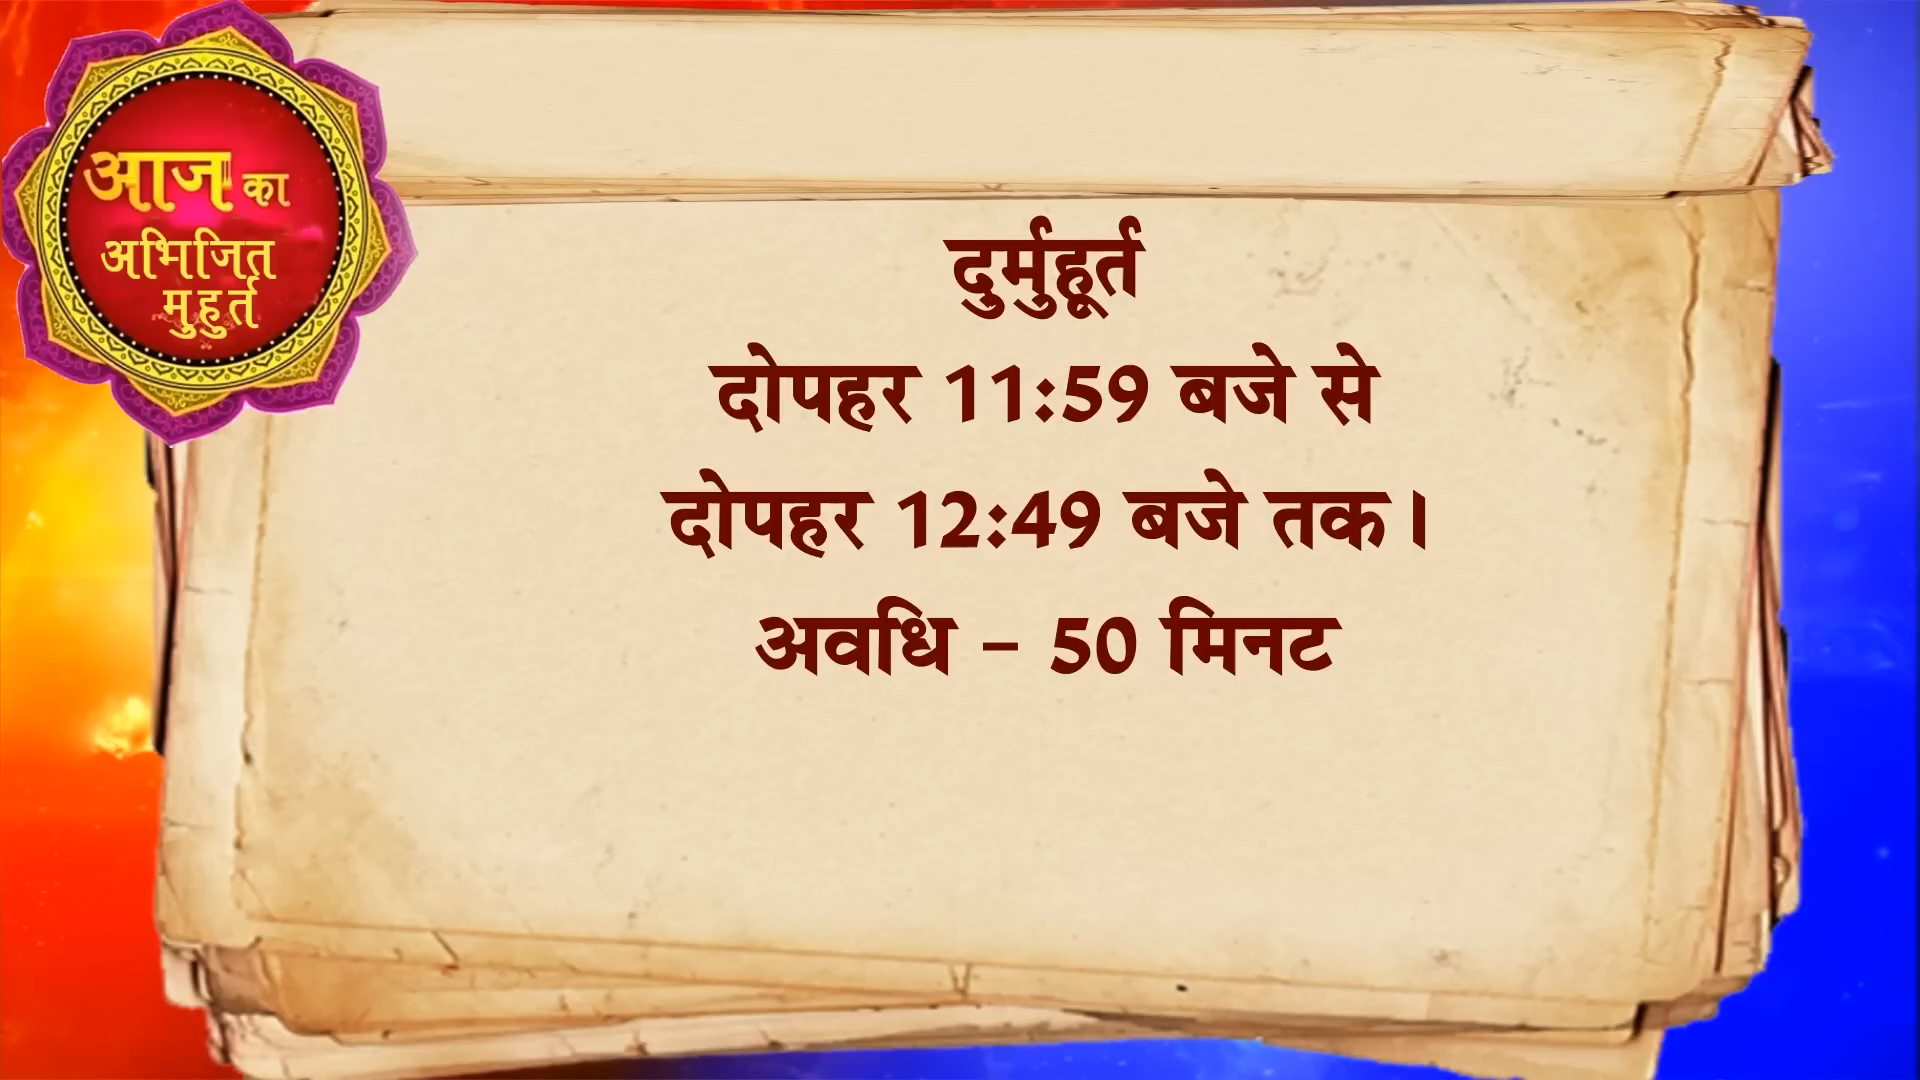 आज का
अभिजित
मुहुर्त
दुर्मुहूर्त
दोपहर 11:59 बजे से
दोपहर 12:49 बजे तक।
अवधि - 50 मिनट